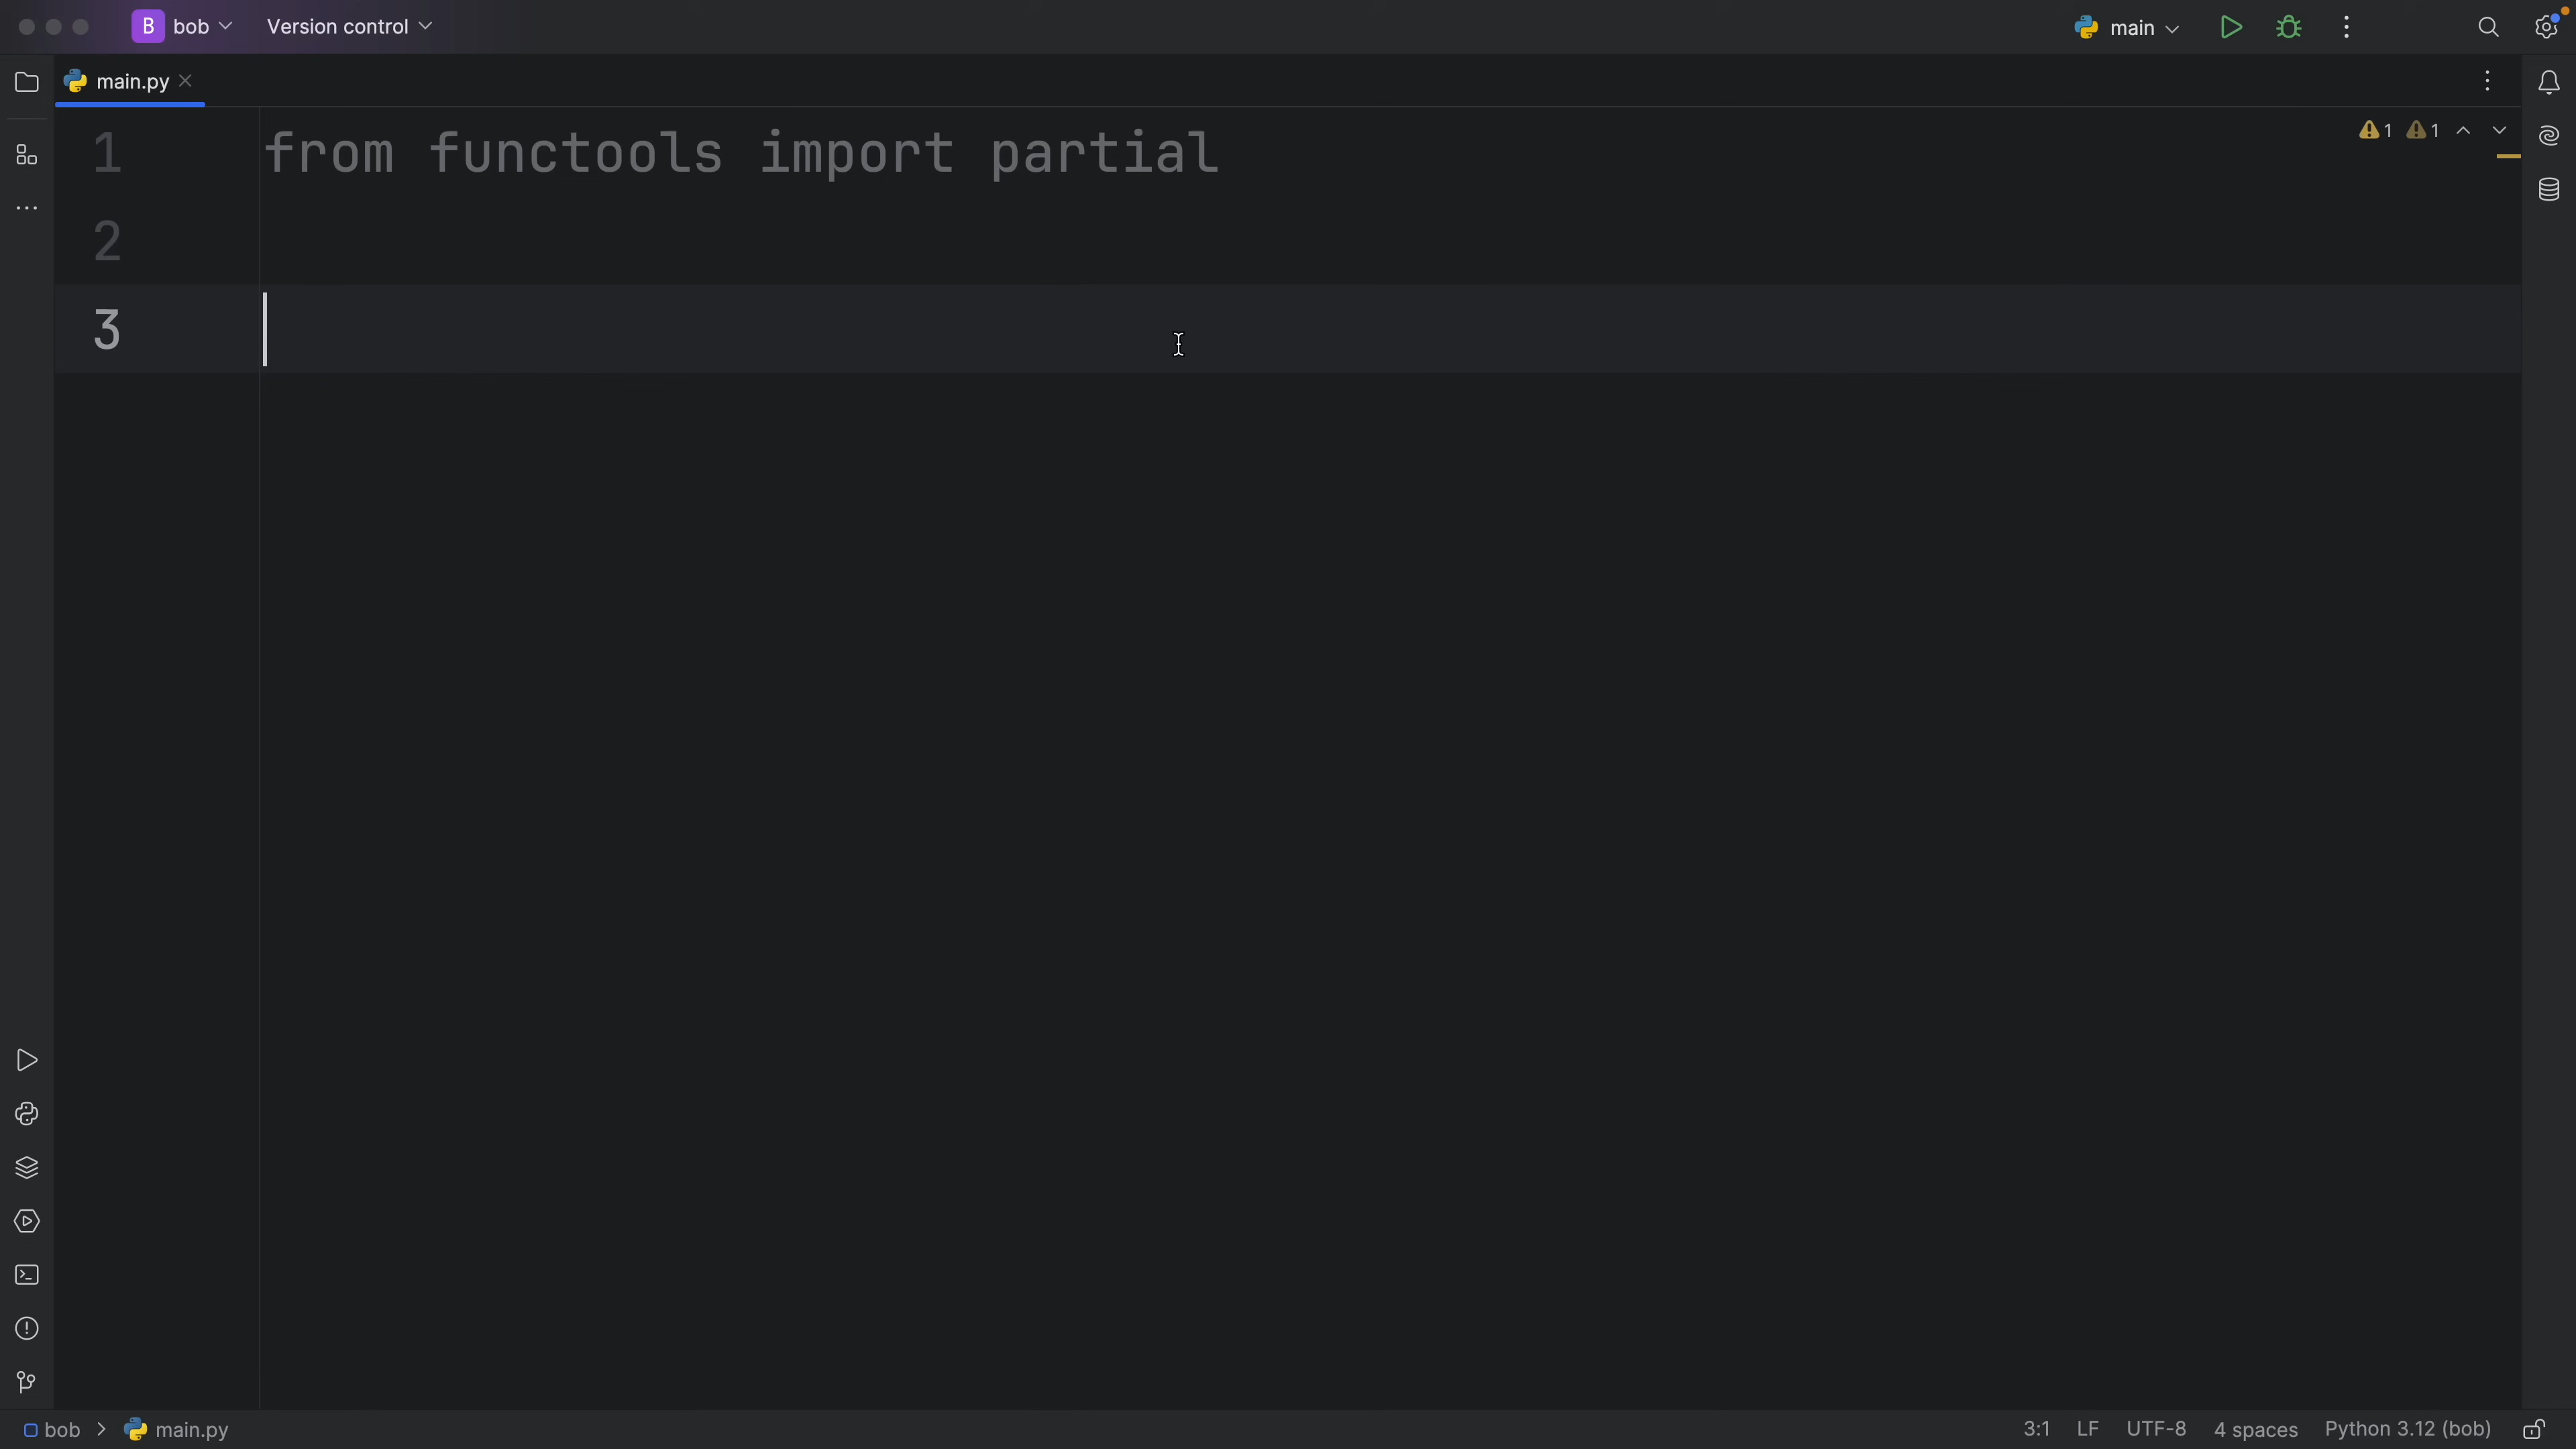 B bob Version control main
main.py
1 from functools import partial 1 1
2
3
bob > main.py 3:1 LF UTF-8 4 spaces Python 3.12 (bob)